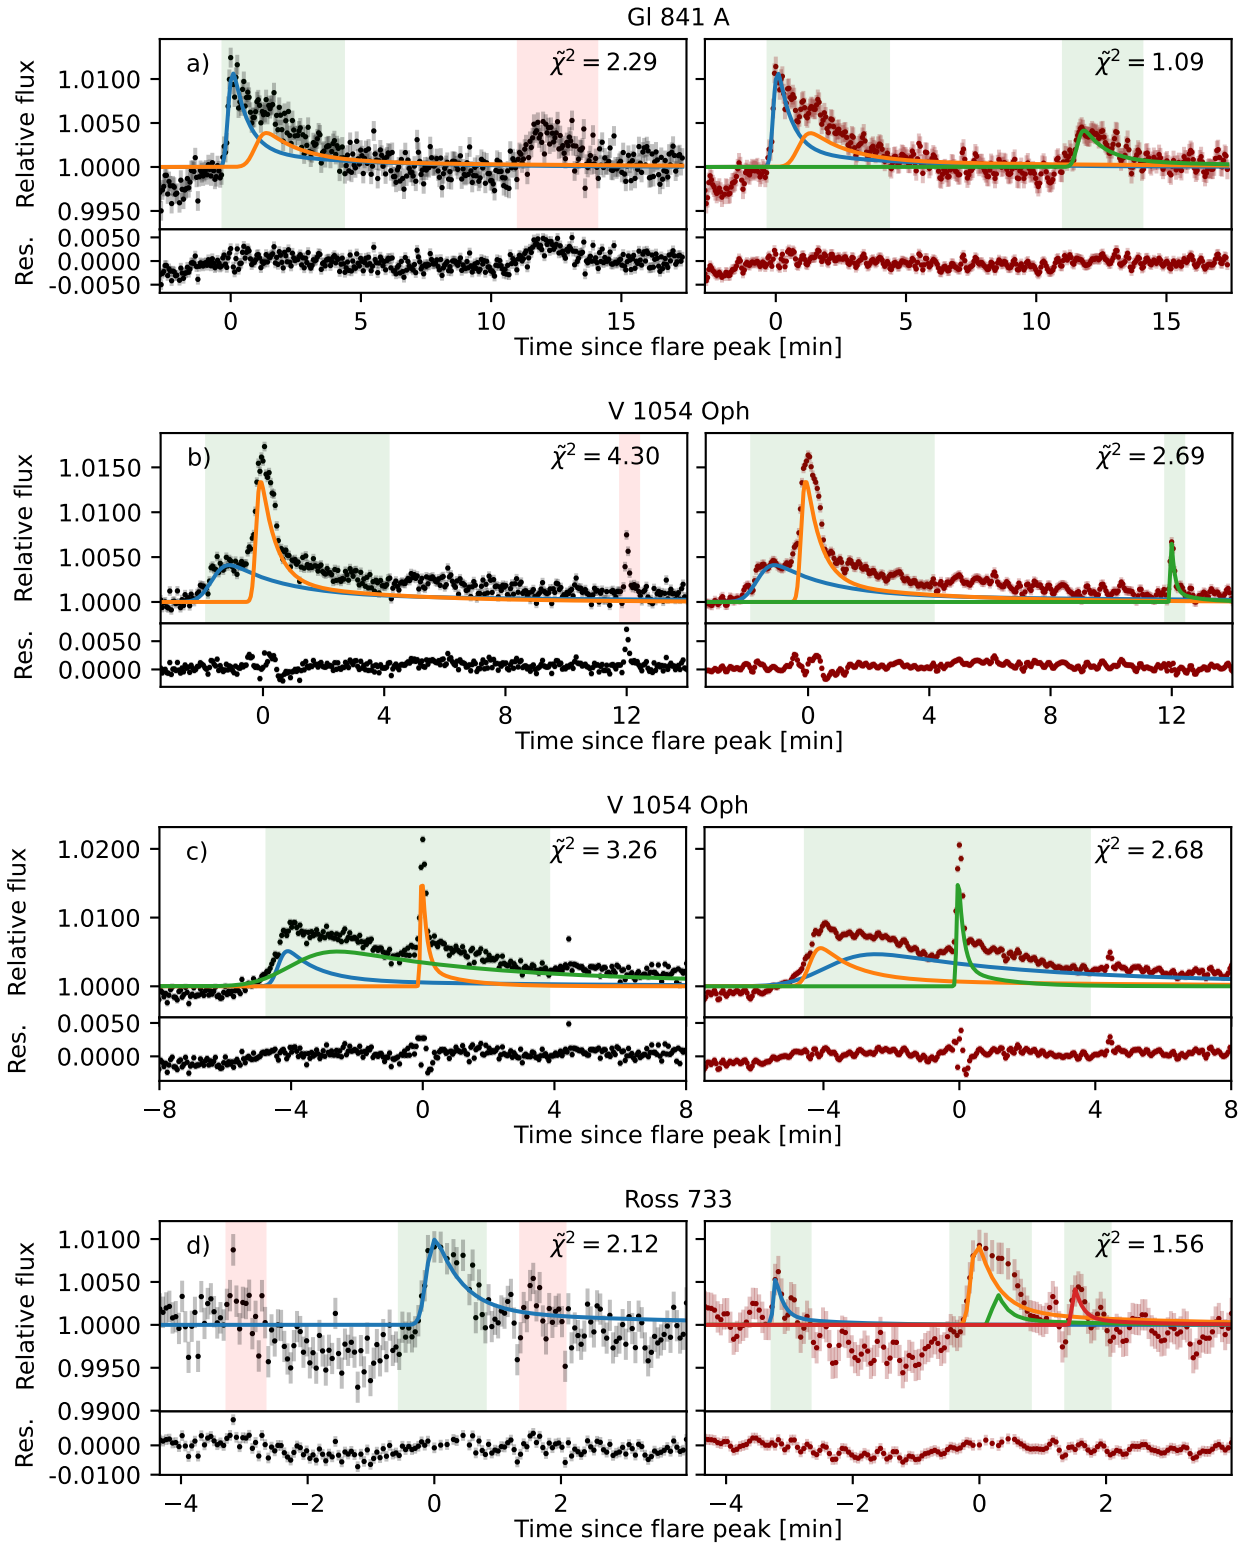 Gl 841 A
a)
χ̃² = 2.29
χ̃² = 1.09
Relative flux
1.0100
1.0050
1.0000
0.9950
Res.
0.0050
0.0000
-0.0050
0 5 10 15
0 5 10 15
Time since flare peak [min]
V 1054 Oph
b)
χ̃² = 4.30
χ̃² = 2.69
Relative flux
1.0150
1.0100
1.0050
1.0000
Res.
0.0050
0.0000
0 4 8 12
0 4 8 12
Time since flare peak [min]
V 1054 Oph
c)
χ̃² = 3.26
χ̃² = 2.68
Relative flux
1.0200
1.0100
1.0000
Res.
0.0050
0.0000
−8 −4 0 4 8
−4 0 4 8
Time since flare peak [min]
Ross 733
d)
χ̃² = 2.12
χ̃² = 1.56
Relative flux
1.0100
1.0050
1.0000
0.9950
0.9900
Res.
0.0000
-0.0100
−4 −2 0 2
−4 −2 0 2
Time since flare peak [min]